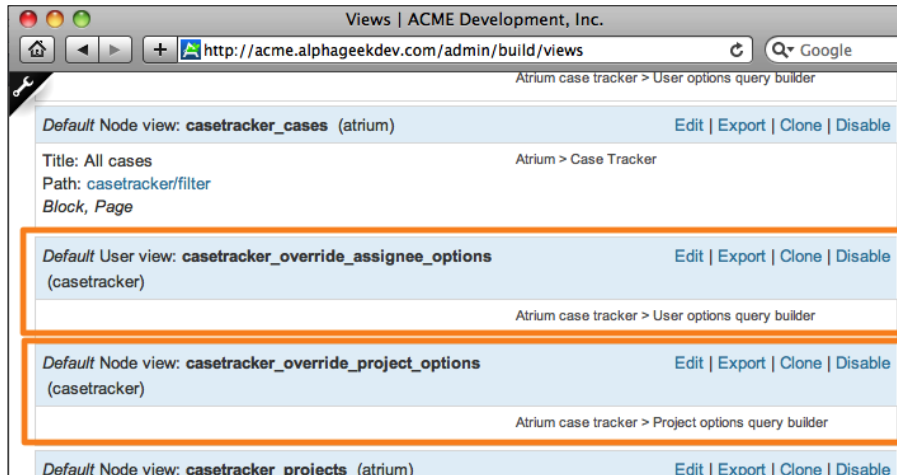 Views | ACME Development, Inc.
http://acme.alphageekdev.com/admin/build/views
Google
Atrium case tracker > User options query builder
Default Node view: casetracker_cases (atrium)
Edit | Export | Clone | Disable
Title: All cases
Atrium > Case Tracker
Path: casetracker/filter
Block, Page
Default User view: casetracker_override_assignee_options
Edit | Export | Clone | Disable
(casetracker)
Atrium case tracker > User options query builder
Default Node view: casetracker_override_project_options
Edit | Export | Clone | Disable
(casetracker)
Atrium case tracker > Project options query builder
Default Node view: casetracker_projects (atrium)
Edit | Export | Clone | Disable